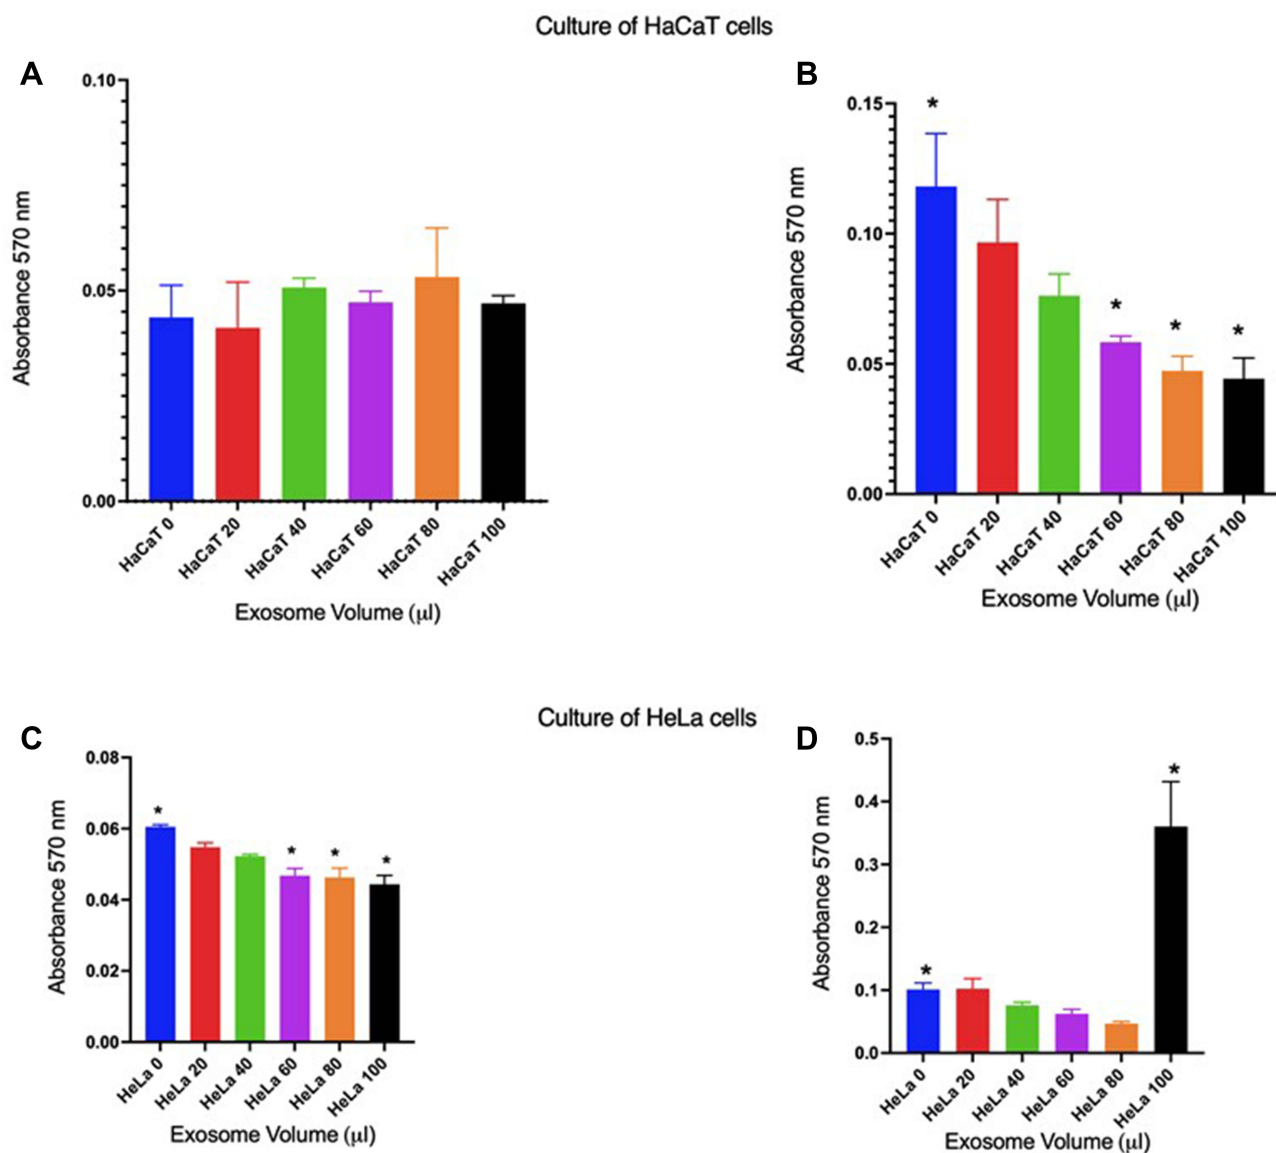 Culture of HaCaT cells
A
0.10
0.05
0.00
Absorbance 570 nm
HaCaT 0
HaCaT 20
HaCaT 40
HaCaT 60
HaCaT 80
HaCaT 100
Exosome Volume (µl)
B
0.15
0.10
0.05
0.00
Absorbance 570 nm
*
*
*
*
HaCaT 0
HaCaT 20
HaCaT 40
HaCaT 60
HaCaT 80
HaCaT 100
Exosome Volume (µl)
Culture of HeLa cells
C
0.08
0.06
0.04
0.02
0.00
Absorbance 570 nm
*
*
*
*
HeLa 0
HeLa 20
HeLa 40
HeLa 60
HeLa 80
HeLa 100
Exosome Volume (µl)
D
0.5
0.4
0.3
0.2
0.1
0.0
Absorbance 570 nm
*
*
HeLa 0
HeLa 20
HeLa 40
HeLa 60
HeLa 80
HeLa 100
Exosome Volume (µl)